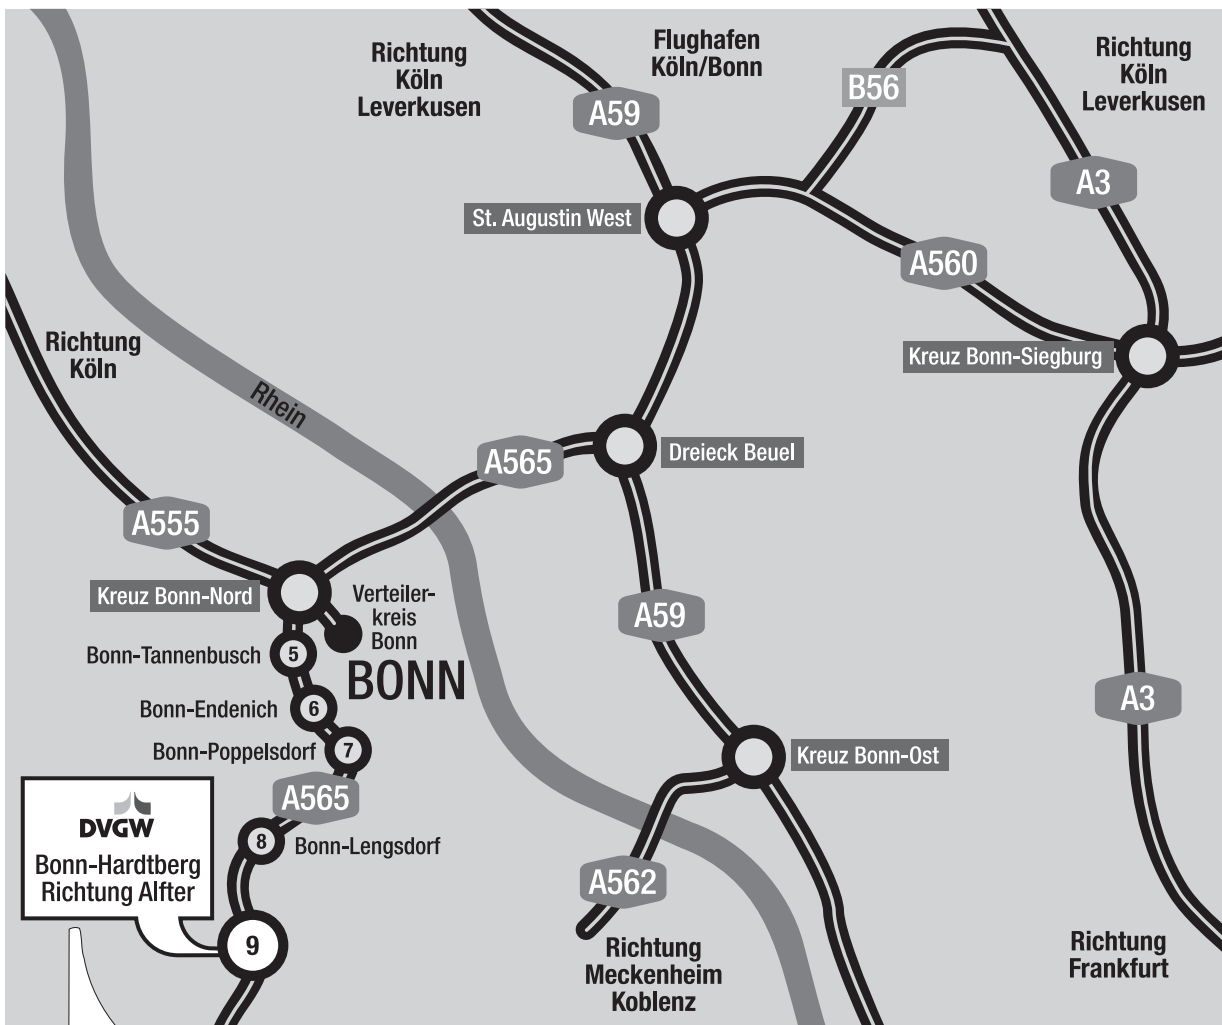 Richtung
Köln
Leverkusen
Flughafen
Köln/Bonn
B56
Richtung
Köln
Leverkusen
A59
A3
St. Augustin West
A560
Richtung
Köln
Kreuz Bonn-Siegburg
Rhein
A565
Dreieck Beuel
A555
Kreuz Bonn-Nord
Verteiler-
kreis
Bonn
A59
BONN
Bonn-Tannenbusch
5
Bonn-Endenich
6
Bonn-Poppelsdorf
7
A3
Kreuz Bonn-Ost
A565
DVGW
Bonn-Hardtberg
Richtung Alfter
8
Bonn-Lengsdorf
A562
9
Richtung
Meckenheim
Koblenz
Richtung
Frankfurt